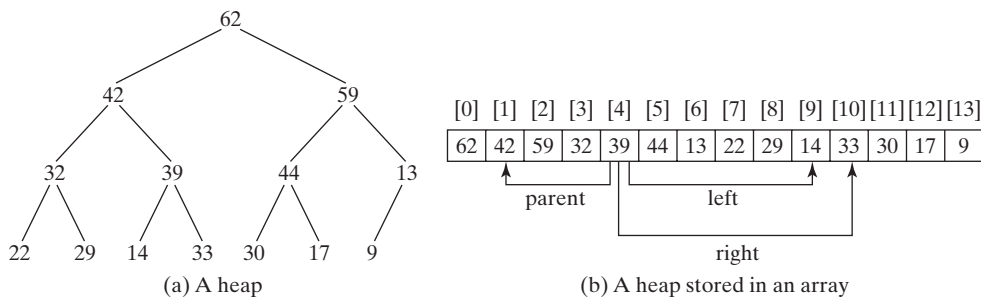 62
42 59
32 39 44 13
22 29 14 33 30 17 9
(a) A heap
[0] [1] [2] [3] [4] [5] [6] [7] [8] [9] [10] [11] [12] [13]
62 42 59 32 39 44 13 22 29 14 33 30 17 9
parent left
right
(b) A heap stored in an array